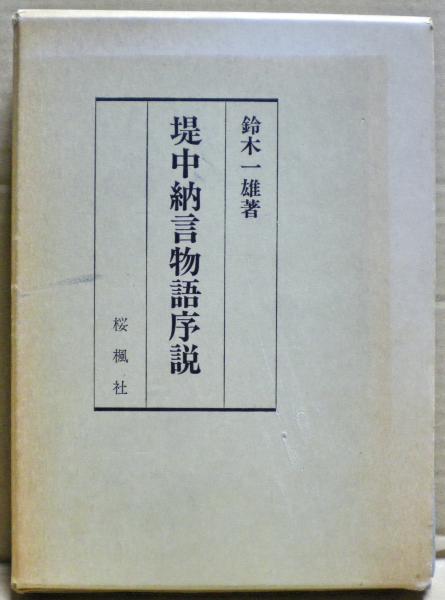 鈴木一雄著
堤中納言物語序説
桜楓社